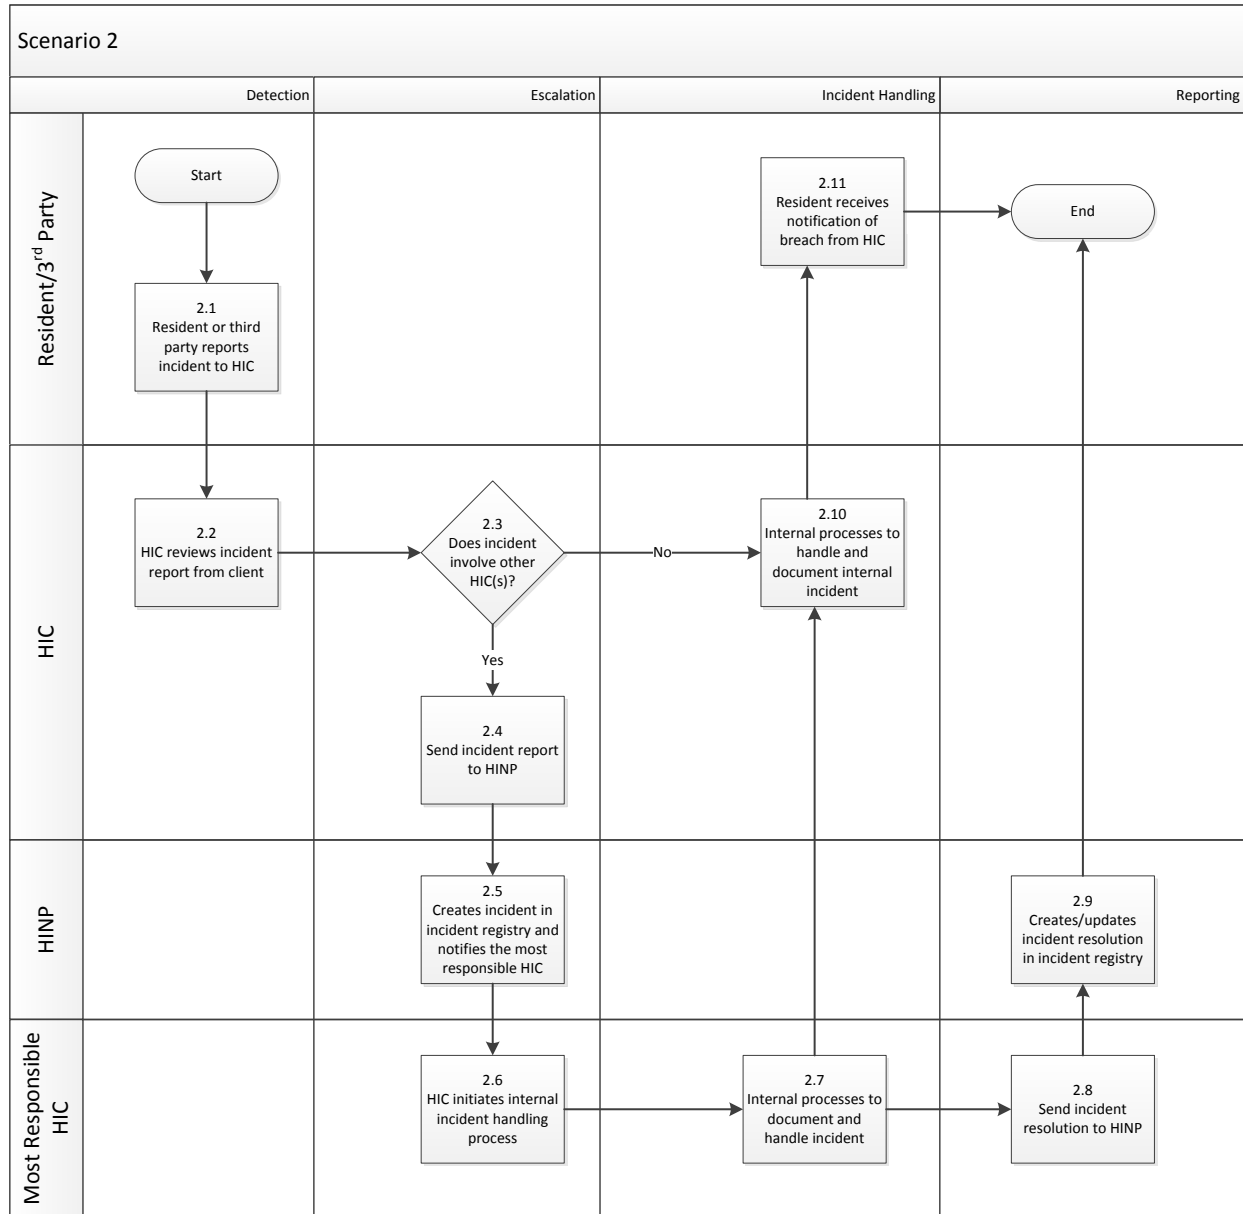 Scenario 2
Detection
Escalation
Incident Handling
Reporting
Resident/3rd Party
Start
2.1
Resident or third
party reports
incident to HIC
2.11
Resident receives
notification of
breach from HIC
End
HIC
2.2
HIC reviews incident
report from client
2.3
Does incident
involve other
HIC(s)?
No
Yes
2.10
Internal processes to
handle and
document internal
incident
2.4
Send incident report
to HINP
HINP
2.5
Creates incident in
incident registry and
notifies the most
responsible HIC
2.9
Creates/updates
incident resolution
in incident registry
Most Responsible
HIC
2.6
HIC initiates internal
incident handling
process
2.7
Internal processes to
document and
handle incident
2.8
Send incident
resolution to HINP